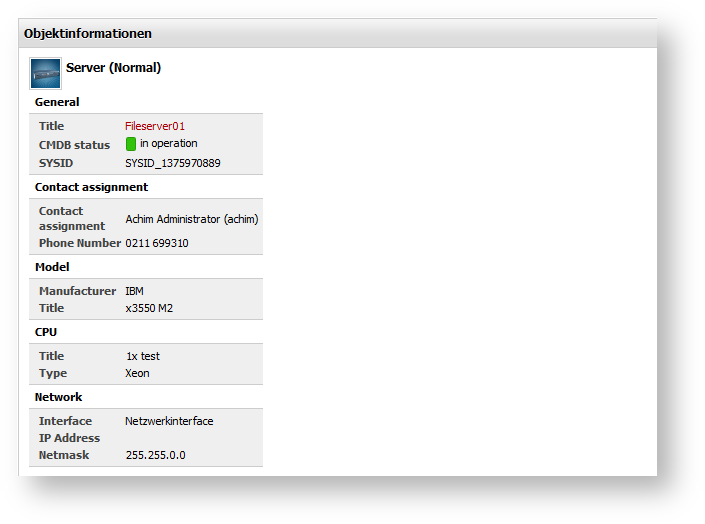 Objektinformationen
Server (Normal)
General
Title Fileserver01
CMDB status in operation
SYSID SYSID_1375970889
Contact assignment
Contact
assignment Achim Administrator (achim)
Phone Number 0211 699310
Model
Manufacturer IBM
Title x3550 M2
CPU
Title 1x test
Type Xeon
Network
Interface Netzwerkinterface
IP Address
Netmask 255.255.0.0